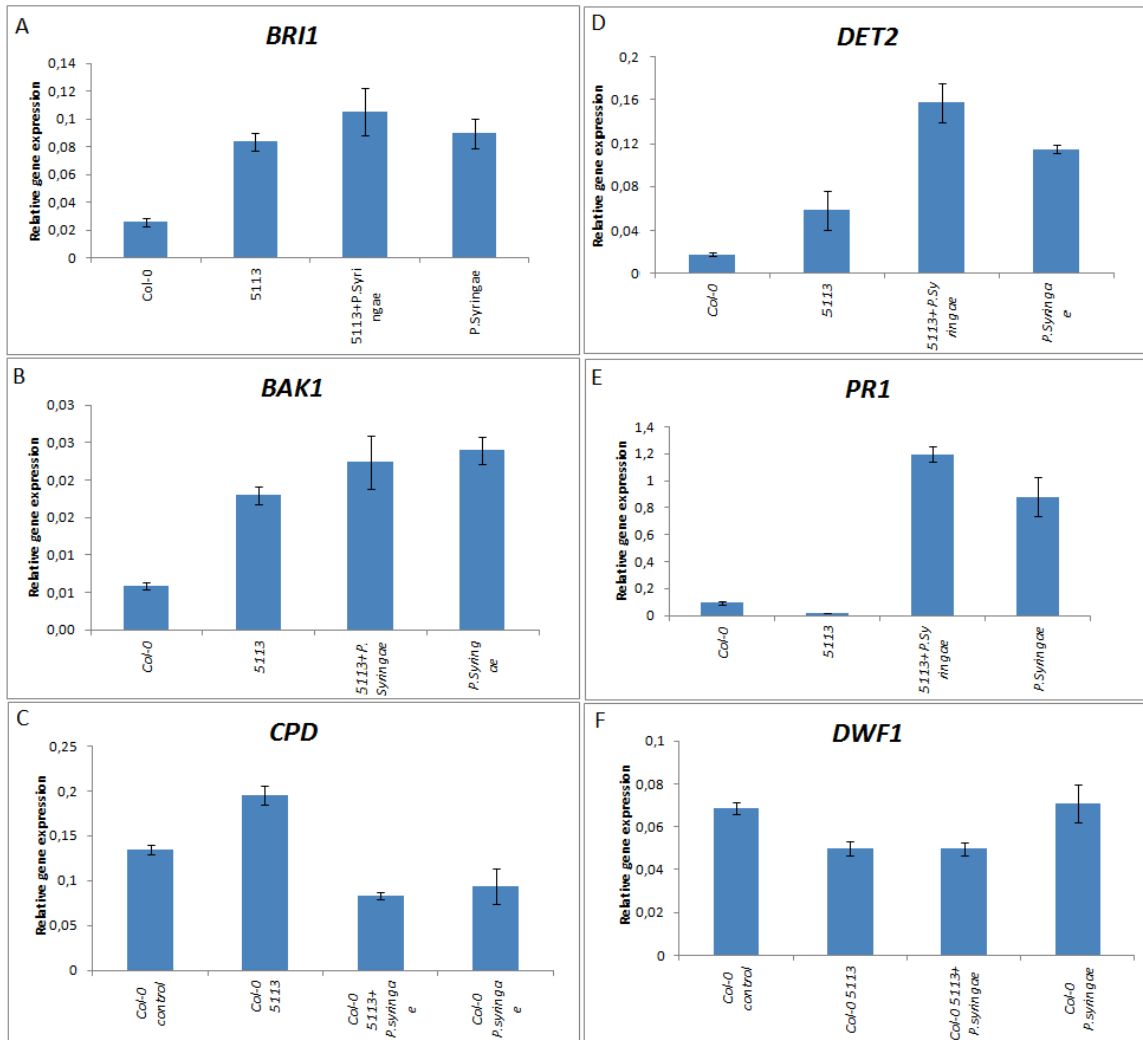 A
BRI1
Relative gene expression
0,14
0,12
0,1
0,08
0,06
0,04
0,02
0
Col-0
5113
5113+P.Syri
ngae
P.Syringae
B
BAK1
Relative gene expression
0,03
0,03
0,02
0,02
0,01
0,01
0,00
Col-0
5113
5113+P.
Syringae
P.Syring
ae
C
CPD
Relative gene expression
0,25
0,2
0,15
0,1
0,05
0
Col-0
control
Col-0
5113
Col-0
5113+
P.syringa
e
Col-0
P.syringa
e
D
DET2
Relative gene expression
0,2
0,16
0,12
0,08
0,04
0
Col-0
5113
5113+P.Sy
ringae
P.Syringa
e
E
PR1
Relative gene expression
1,4
1,2
1
0,8
0,6
0,4
0,2
0
Col-0
5113
5113+P.Sy
ringae
P.Syringae
F
DWF1
Relative gene expression
0,1
0,08
0,06
0,04
0,02
0
Col-0
control
Col-0 5113
Col-0 5113+
P.syringae
Col-0
P.syringae